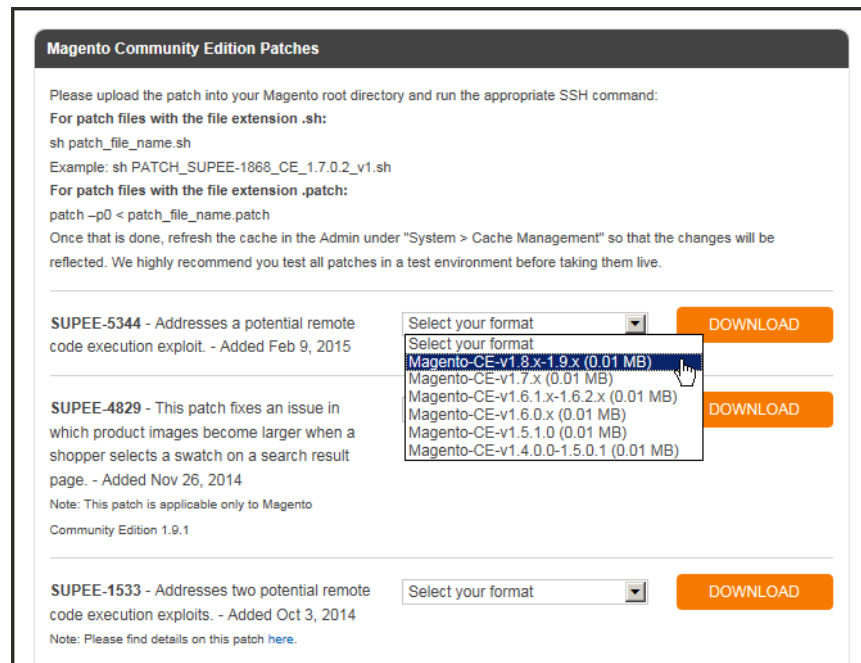 Magento Community Edition Patches
Please upload the patch into your Magento root directory and run the appropriate SSH command:
For patch files with the file extension .sh:
sh patch_file_name.sh
Example: sh PATCH_SUPEE-1868_CE_1.7.0.2_v1.sh
For patch files with the file extension .patch:
patch –p0 < patch_file_name.patch
Once that is done, refresh the cache in the Admin under "System > Cache Management" so that the changes will be
reflected. We highly recommend you test all patches in a test environment before taking them live.
SUPEE-5344 - Addresses a potential remote
code execution exploit. - Added Feb 9, 2015
Select your format
DOWNLOAD
Select your format
Magento-CE-v1.8.x-1.9.x (0.01 MB)
Magento-CE-v1.7.x (0.01 MB)
Magento-CE-v1.6.1.x-1.6.2.x (0.01 MB)
Magento-CE-v1.6.0.x (0.01 MB)
Magento-CE-v1.5.1.0 (0.01 MB)
Magento-CE-v1.4.0.0-1.5.0.1 (0.01 MB)
SUPEE-4829 - This patch fixes an issue in
which product images become larger when a
shopper selects a swatch on a search result
page. - Added Nov 26, 2014
Note: This patch is applicable only to Magento
Community Edition 1.9.1
DOWNLOAD
SUPEE-1533 - Addresses two potential remote
code execution exploits. - Added Oct 3, 2014
Note: Please find details on this patch here.
Select your format
DOWNLOAD